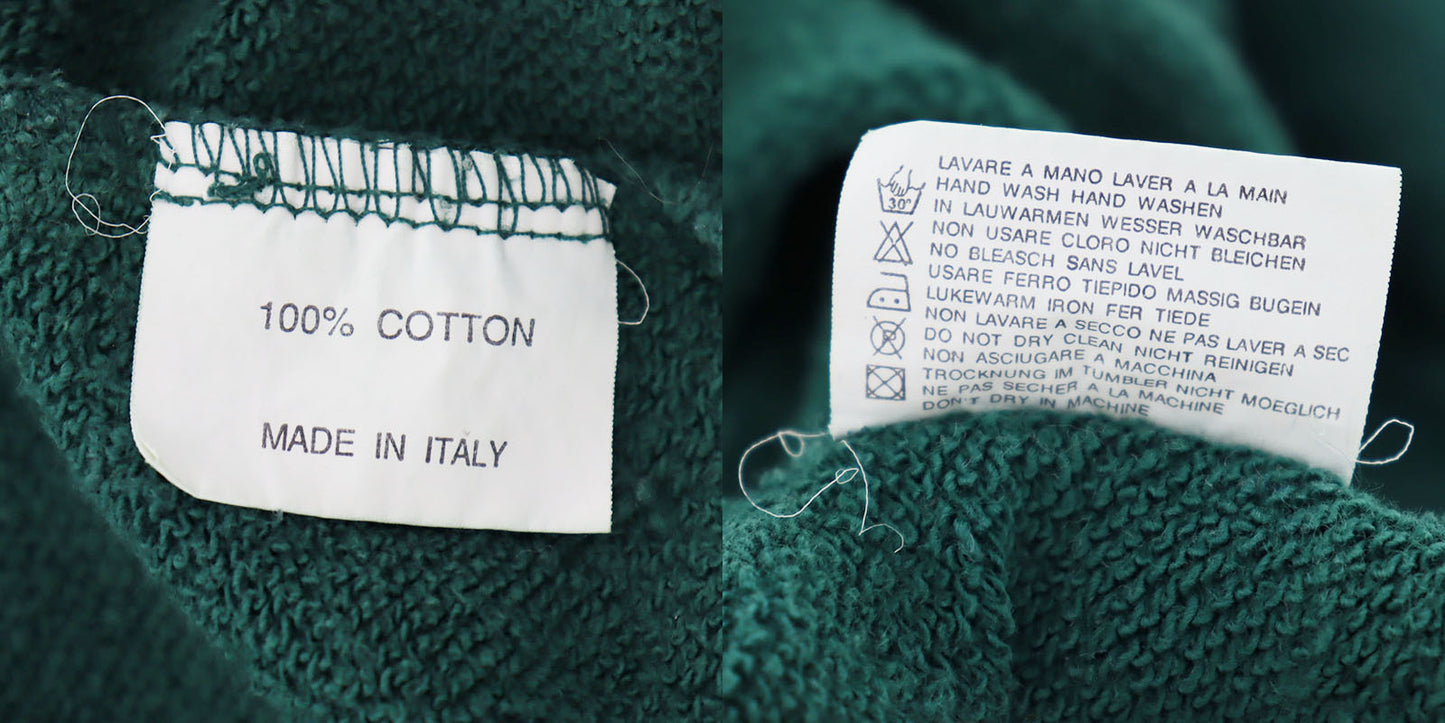 100% COTTON
MADE IN ITALY
LAVARE A MANO LAVER A LA MAIN
HAND WASH HAND WASHEN
30°
IN LAUWARMEN WESSER WASCHBAR
NON USARE CLORO NICHT BLEICHEN
NO BLEASCH SANS LAVEL
USARE FERRO TIEPIDO MASSIG BUGEIN
LUKEWARM IRON FER TIEDE
NON LAVARE A SECCO NE PAS LAVER A SEC
DO NOT DRY CLEAN NICHT REINIGEN
NON ASCIUGARE A MACCHINA
TROCKNUNG IM TUMBLER NICHT MOEGLICH
NE PAS SECHER A LA MACHINE
DON'T DRY IN MACHINE